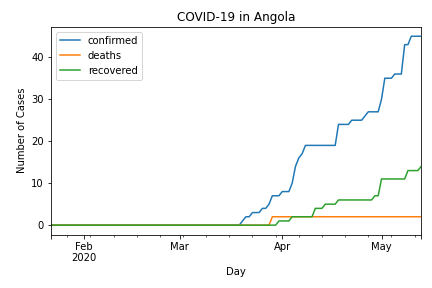 COVID-19 in Angola
confirmed
deaths
recovered
Number of Cases
40
30
20
10
0
Feb
2020
Mar
Apr
May
Day